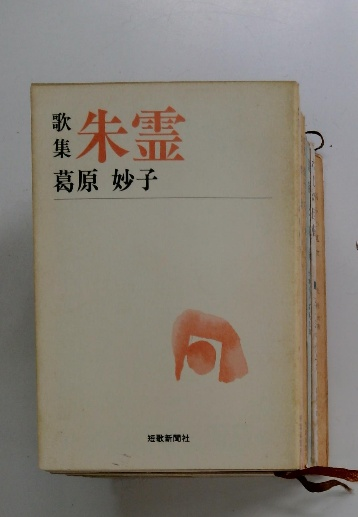 歌集 朱霊
葛原 妙子
短歌新聞社